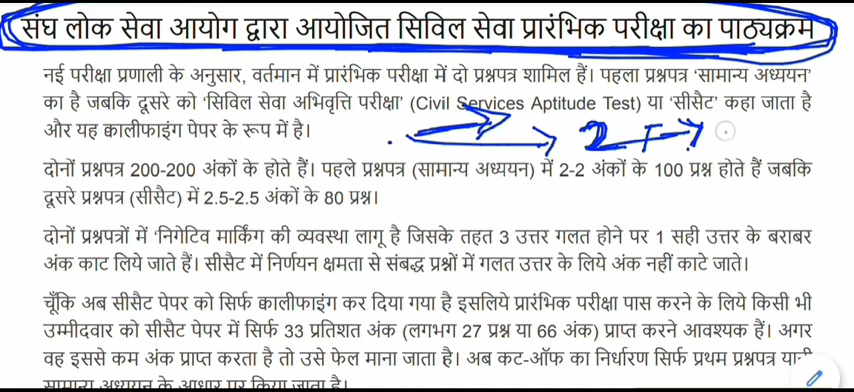 संघ लोक सेवा आयोग द्वारा आयोजित सिविल सेवा प्रारंभिक परीक्षा का पाठ्यक्रम
नई परीक्षा प्रणाली के अनुसार, वर्तमान में प्रारंभिक परीक्षा में दो प्रश्नपत्र शामिल हैं। पहला प्रश्नपत्र 'सामान्य अध्ययन'
का है जबकि दूसरे को 'सिविल सेवा अभिवृत्ति परीक्षा' (Civil Services Aptitude Test) या 'सीसैट' कहा जाता है
और यह क्वालीफाइंग पेपर के रूप में है।
दोनों प्रश्नपत्र 200-200 अंकों के होते हैं। पहले प्रश्नपत्र (सामान्य अध्ययन) में 2-2 अंकों के 100 प्रश्न होते हैं जबकि
दूसरे प्रश्नपत्र (सीसैट) में 2.5-2.5 अंकों के 80 प्रश्न।
दोनों प्रश्नपत्रों में 'निगेटिव मार्किंग की व्यवस्था लागू है जिसके तहत 3 उत्तर गलत होने पर 1 सही उत्तर के बराबर
अंक काट लिये जाते हैं। सीसैट में निर्णयन क्षमता से संबद्ध प्रश्नों में गलत उत्तर के लिये अंक नहीं काटे जाते।
चूँकि अब सीसैट पेपर को सिर्फ क्वालीफाइंग कर दिया गया है इसलिये प्रारंभिक परीक्षा पास करने के लिये किसी भी
उम्मीदवार को सीसैट पेपर में सिर्फ 33 प्रतिशत अंक (लगभग 27 प्रश्न या 66 अंक) प्राप्त करने आवश्यक हैं। अगर
वह इससे कम अंक प्राप्त करता है तो उसे फेल माना जाता है। अब कट-ऑफ का निर्धारण सिर्फ प्रथम प्रश्नपत्र
सामान्य अध्ययन के आधार पर किया जाता है।